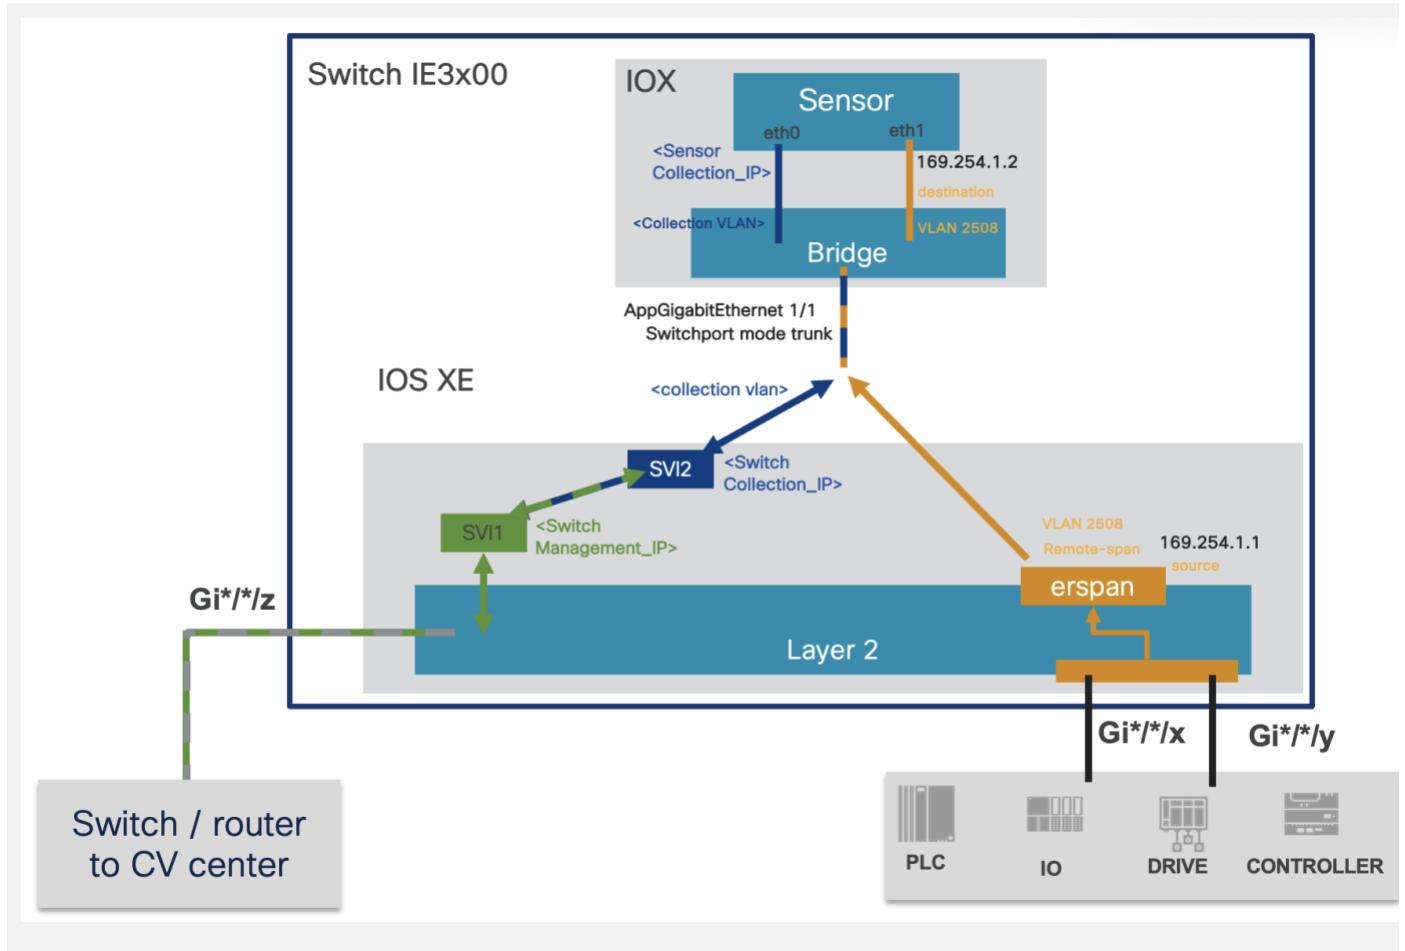 Switch IE3x00
IOX
Sensor
eth0
eth1
<Sensor
Collection_IP>
169.254.1.2
destination
<Collection VLAN>
VLAN 2508
Bridge
AppGigabitEthernet 1/1
Switchport mode trunk
IOS XE
<collection vlan>
SVI2
<Switch
Collection_IP>
SVI1
<Switch
Management_IP>
VLAN 2508
Remote-span
169.254.1.1
source
erspan
Gi*/*/z
Layer 2
Gi*/*/x
Gi*/*/y
Switch / router
to CV center
PLC
IO
DRIVE
CONTROLLER